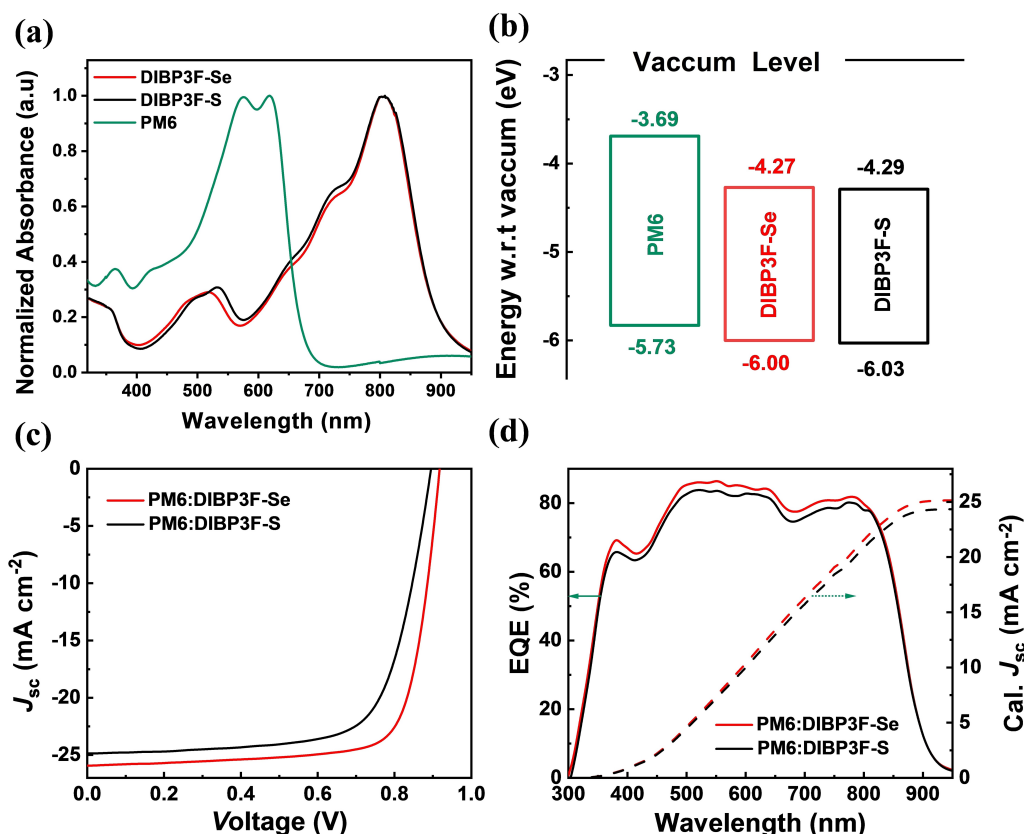 (a)
DIBP3F-Se
DIBP3F-S
PM6
1.0
0.8
0.6
0.4
0.2
0.0
Normalized Absorbance (a.u)
400 500 600 700 800 900
Wavelength (nm)
(b)
Vaccum Level
-3
-4
-5
-6
Energy w.r.t vaccum (eV)
-3.69
-4.27
-4.29
PM6
DIBP3F-Se
DIBP3F-S
-5.73
-6.00
-6.03
(c)
PM6:DIBP3F-Se
PM6:DIBP3F-S
0
-5
-10
-15
-20
-25
Jsc (mA cm-2)
0.0 0.2 0.4 0.6 0.8 1.0
Voltage (V)
(d)
80
60
40
20
0
EQE (%)
PM6:DIBP3F-Se
PM6:DIBP3F-S
25
20
15
10
5
0
Cal. Jsc (mA cm-2)
300 400 500 600 700 800 900
Wavelength (nm)